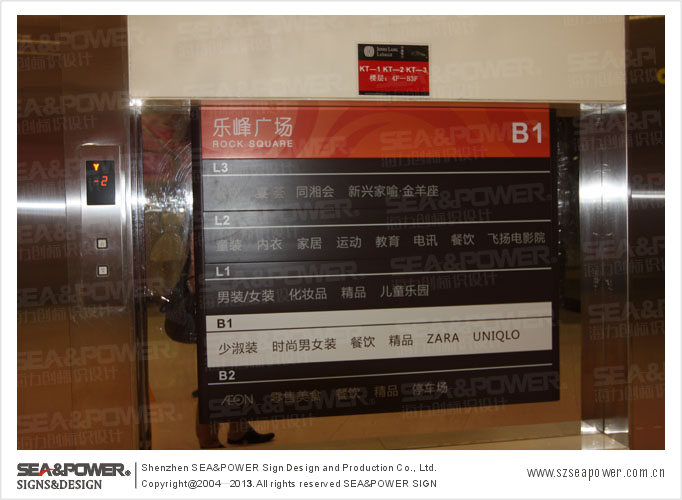 KT—1 KT—2 KT—3
楼层：4F—B3F
乐峰广场
ROCK SQUARE
B1
-2
L3
同湘会 新兴家喻·金羊座
L2
童装 内衣 家居 运动 教育 电讯 餐饮 飞扬电影院
L1
男装/女装 化妆品 精品 儿童乐园
B1
少淑装 时尚男女装 餐饮 精品 ZARA UNIQLO
B2
AEON 零售美食 餐饮 精品 停车场
SEA&POWER
SIGNS&DESIGN
Shenzhen SEA&POWER Sign Design and Production Co., Ltd.
Copyright@2004—2013. All rights reserved SEA&POWER SIGN
www.szseapower.com.cn